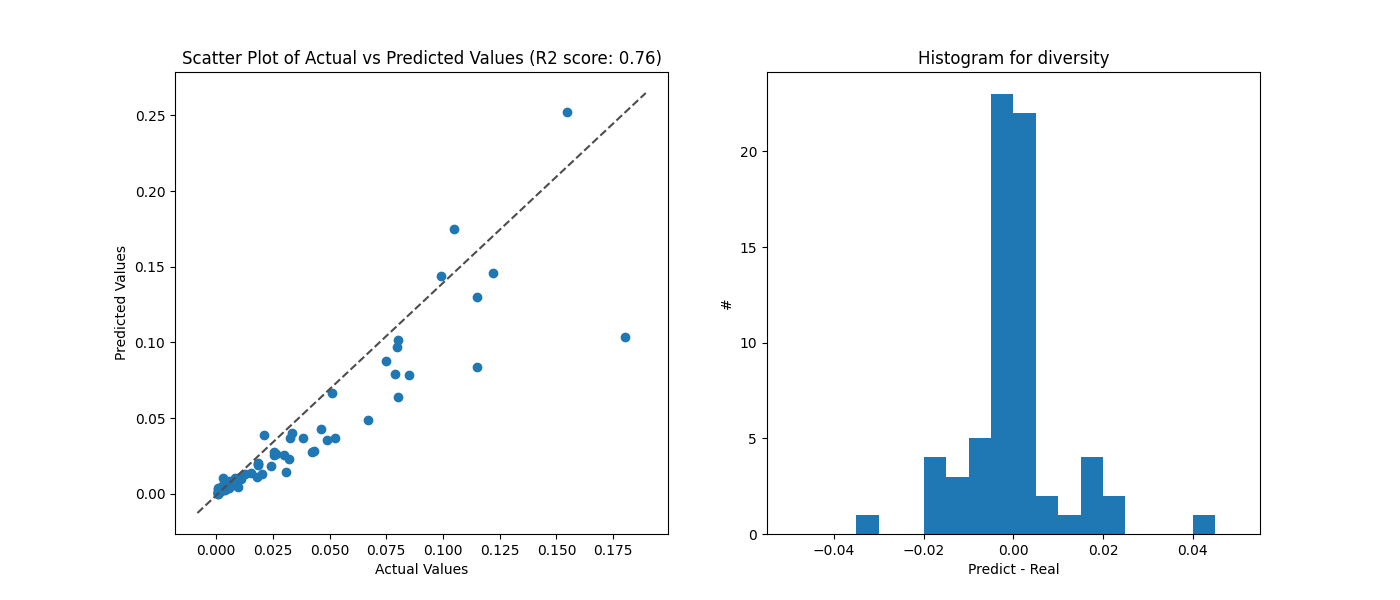 Scatter Plot of Actual vs Predicted Values (R2 score: 0.76)
0.25
0.20
0.15
0.10
0.05
0.00
Predicted Values
0.000 0.025 0.050 0.075 0.100 0.125 0.150 0.175
Actual Values
Histogram for diversity
20
15
10
5
0
#
−0.04 −0.02 0.00 0.02 0.04
Predict - Real